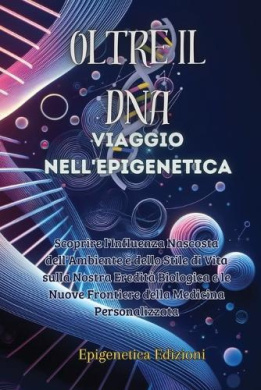 OLTRE IL
DNA
VIAGGIO
NELL'EPIGENETICA
Scoprire l'Influenza Nascosta
dell'Ambiente e dello Stile di Vita
sulla Nostra Eredità Biologica e le
Nuove Frontiere della Medicina
Personalizzata
Epigenetica Edizioni